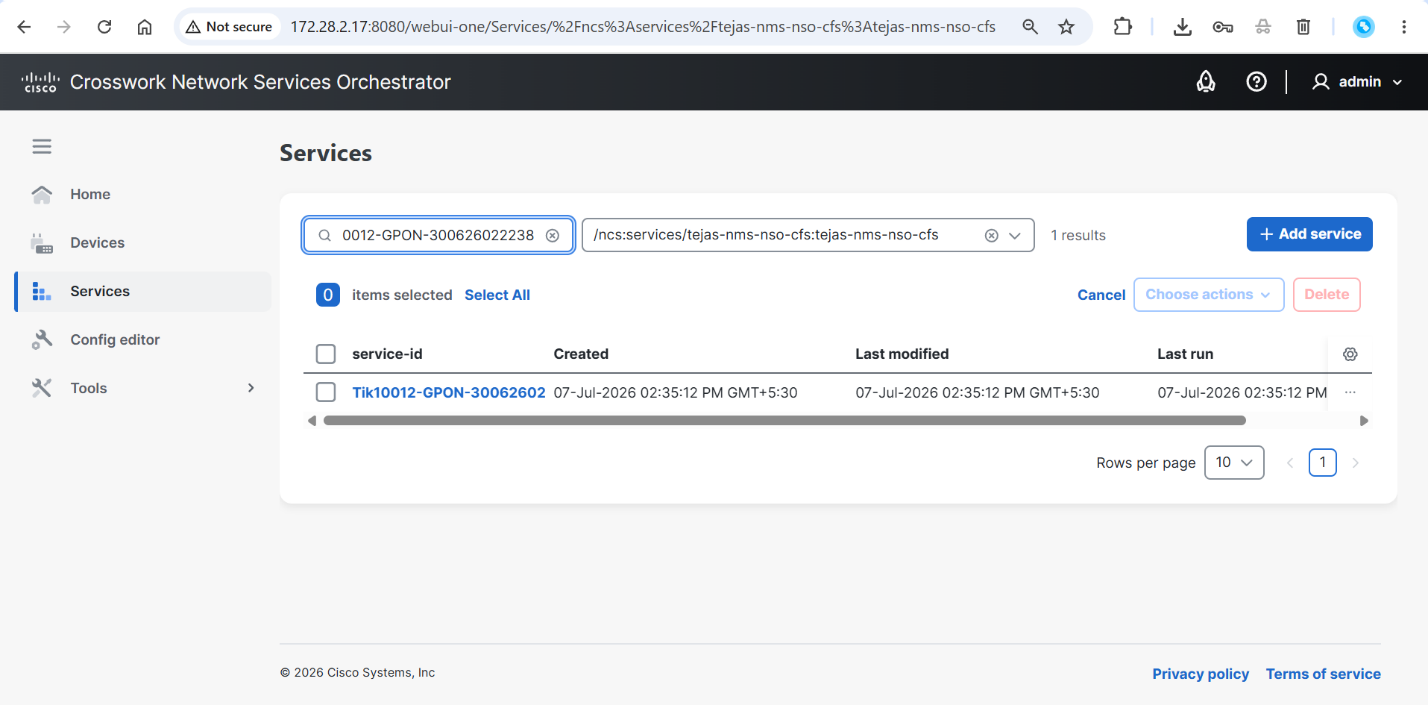 Not secure 172.28.2.17:8080/webui-one/Services/%2Fncs%3Aservices%2Ftejas-nms-nso-cfs%3Atejas-nms-nso-cfs
CISCO Crosswork Network Services Orchestrator admin
Services
Home
Devices
Services
Config editor
Tools
0012-GPON-300626022238 /ncs:services/tejas-nms-nso-cfs:tejas-nms-nso-cfs 1 results + Add service
0 items selected Select All Cancel Choose actions Delete
service-id Created Last modified Last run
Tik10012-GPON-30062602 07-Jul-2026 02:35:12 PM GMT+5:30 07-Jul-2026 02:35:12 PM GMT+5:30 07-Jul-2026 02:35:12 PM ...
Rows per page 10 1
© 2026 Cisco Systems, Inc Privacy policy Terms of service